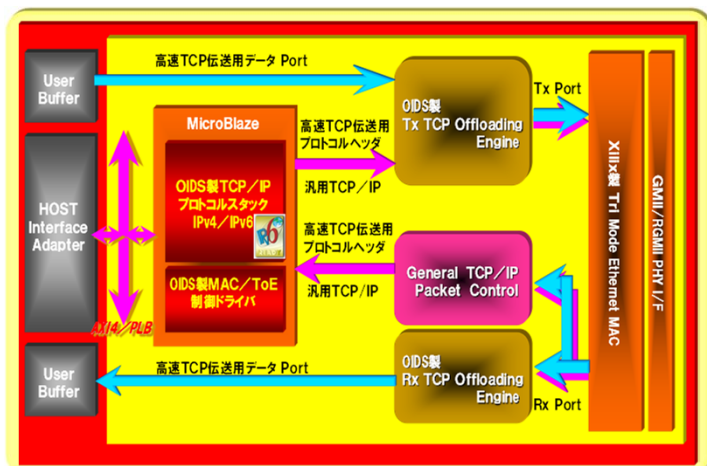 高速TCP伝送用データ Port
User
Buffer
OIDS製
Tx TCP Offloading
Engine
Tx Port
MicroBlaze
高速TCP伝送用
プロトコルヘッダ
汎用TCP/IP
OIDS製TCP/IP
プロトコルスタック
IPv4/IPv6
HOST
Interface
Adapter
高速TCP伝送用
プロトコルヘッダ
汎用TCP/IP
General TCP/IP
Packet Control
OIDS製MAC/ToE
制御ドライバ
AXI4/PLB
User
Buffer
高速TCP伝送用データ Port
OIDS製
Rx TCP Offloading
Engine
Rx Port
Xilix製 Tri Mode Ethernet MAC
GMII/RGMII PHY I/F